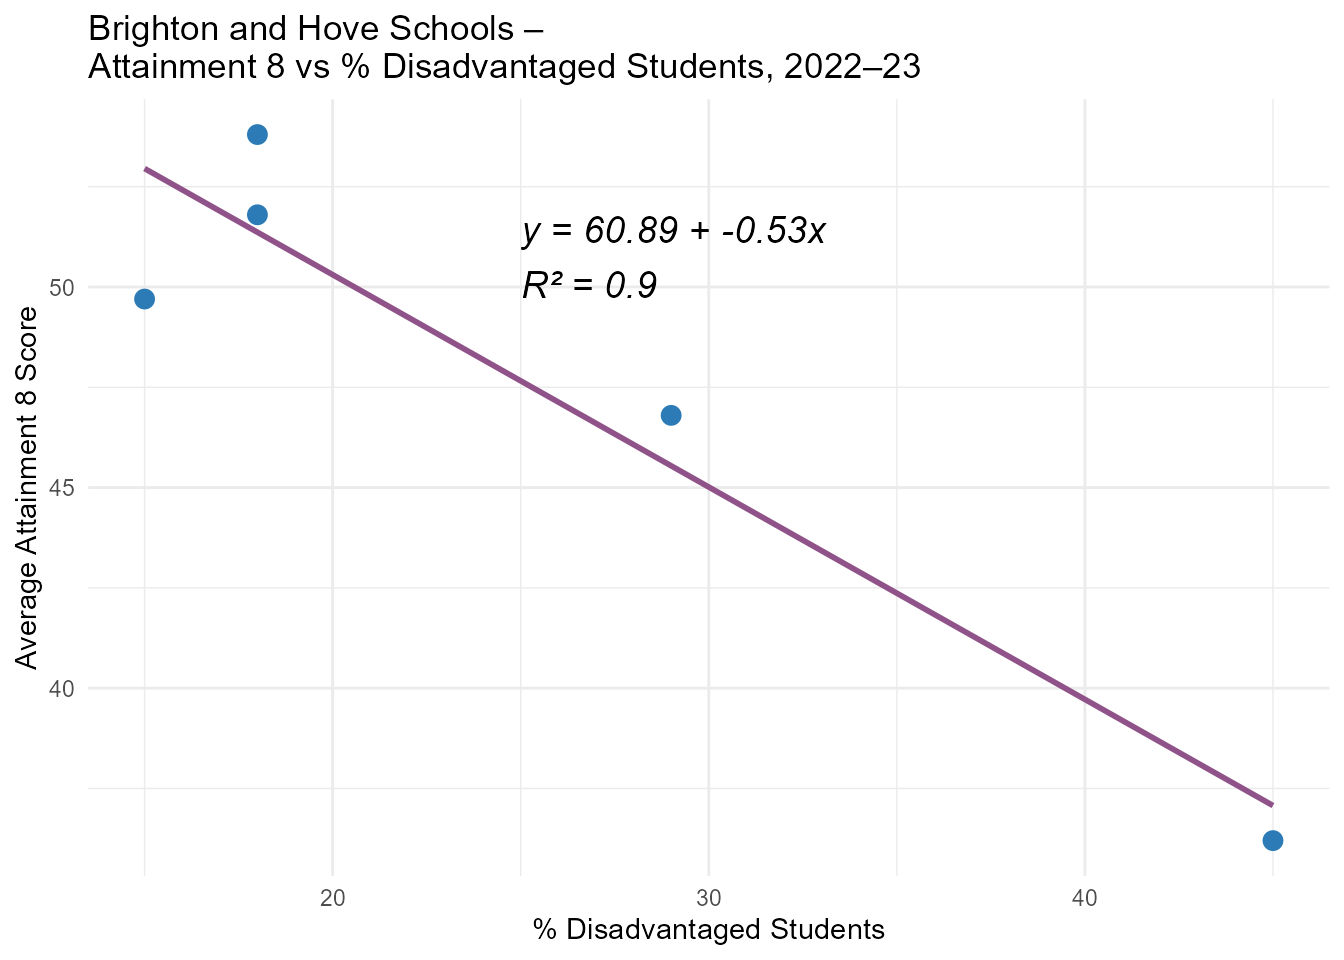 Brighton and Hove Schools –
Attainment 8 vs % Disadvantaged Students, 2022–23
y = 60.89 + -0.53x
R² = 0.9
50
45
40
Average Attainment 8 Score
20
30
40
% Disadvantaged Students